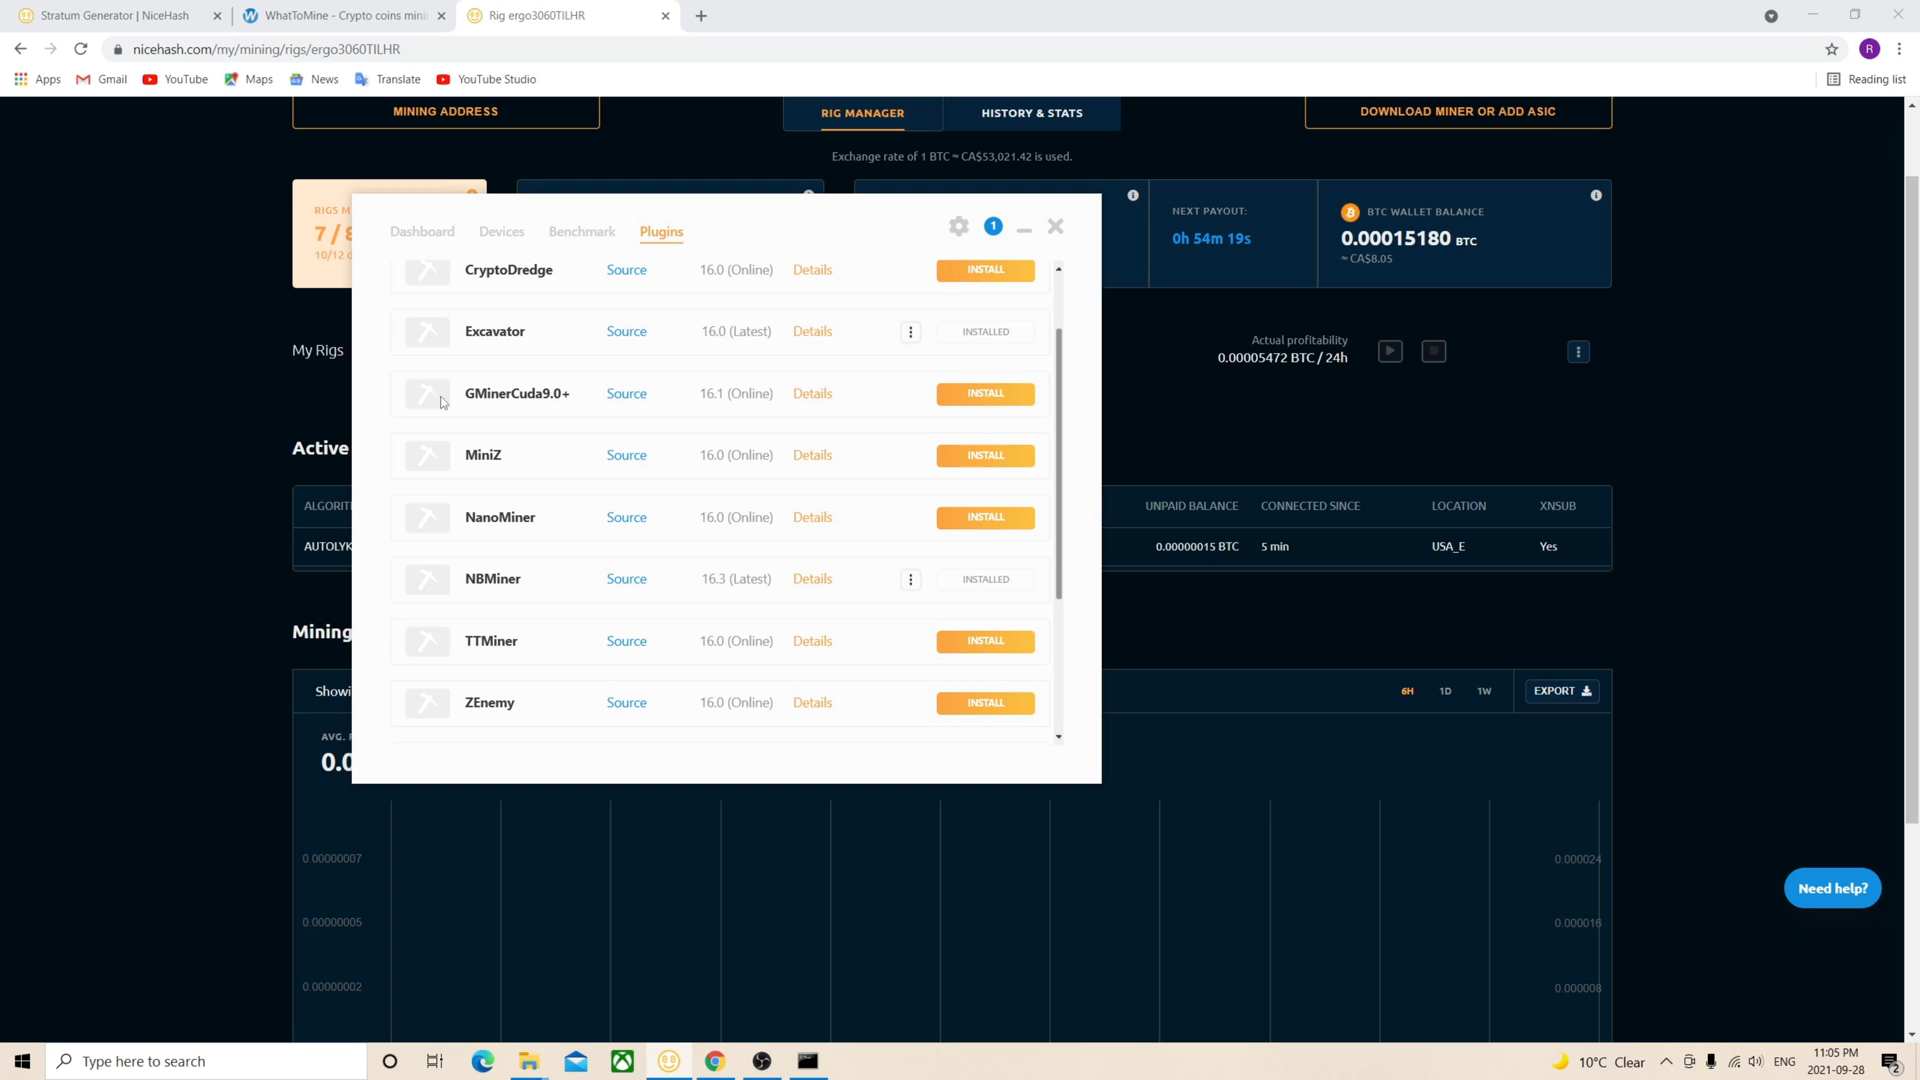 Stratum Generator | NiceHash
WhatToMine - Crypto coins mini
Rig ergo3060TILHR
nicehash.com/my/mining/rigs/ergo3060TILHR
R
Apps
Gmail
YouTube
Maps
News
Translate
YouTube Studio
Reading list
MINING ADDRESS
RIG MANAGER
HISTORY & STATS
DOWNLOAD MINER OR ADD ASIC
Exchange rate of 1 BTC ≈ CA$53,021.42 is used.
RIGS M
7 / 8
10/12 d
NEXT PAYOUT:
0h 54m 19s
BTC WALLET BALANCE
0.00015180 BTC
≈ CA$8.05
Dashboard
Devices
Benchmark
Plugins
1
CryptoDredge Source 16.0 (Online) Details INSTALL
Excavator Source 16.0 (Latest) Details INSTALLED
GMinerCuda9.0+ Source 16.1 (Online) Details INSTALL
MiniZ Source 16.0 (Online) Details INSTALL
NanoMiner Source 16.0 (Online) Details INSTALL
NBMiner Source 16.3 (Latest) Details INSTALLED
TTMiner Source 16.0 (Online) Details INSTALL
ZEnemy Source 16.0 (Online) Details INSTALL
My Rigs
Actual profitability
0.00005472 BTC / 24h
Active
ALGORIT
UNPAID BALANCE CONNECTED SINCE LOCATION XNSUB
AUTOLYK
0.00000015 BTC 5 min USA_E Yes
Mining
Showi
6H 1D 1W EXPORT
AVG.
0.0
0.00000007
0.00000005
0.00000002
0.000024
0.000016
0.000008
Need help?
Type here to search
10°C Clear
ENG
11:05 PM
2021-09-28
2